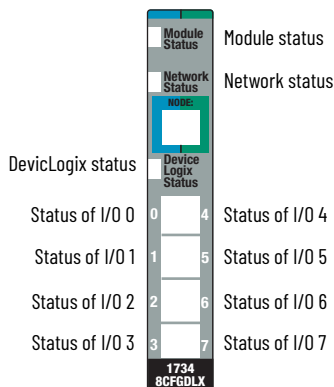 Module
Status
Module status
Network
Status
Network status
NODE:
DevicLogix status
Device
Logix
Status
Status of I/O 0
0
4
Status of I/O 4
Status of I/O 1
1
5
Status of I/O 5
Status of I/O 2
2
6
Status of I/O 6
Status of I/O 3
3
7
Status of I/O 7
1734
8CFGDLX